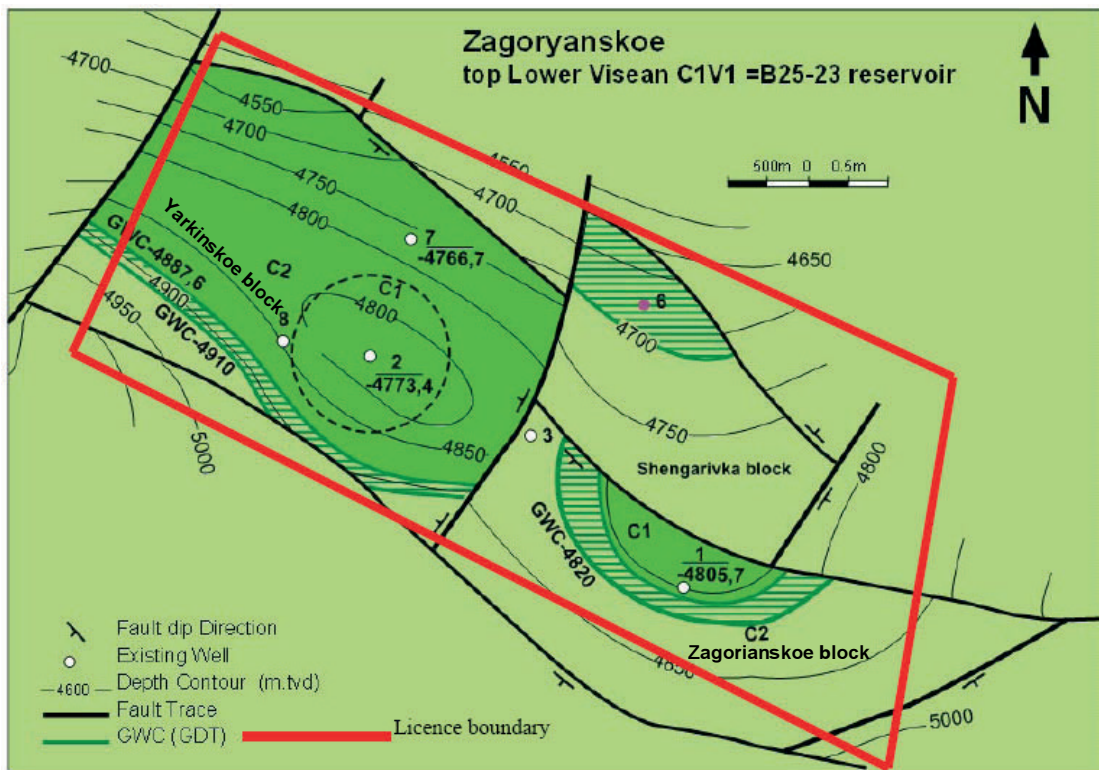 Zagoryanskoe
top Lower Visean C1V1 =B25-23 reservoir
N
500m 0 0.5m
4700
4550
4700
4750
4800
4550
4700
4650
Yarkinskoe block
C2
7
-4766,7
C1
4800
6
4700
GWC-4887,6
4900
4950
GWC-4910
8
2
-4773,4
4850
5000
3
4750
Shengarivka block
4800
C1
1
-4805,7
GWC-4820
C2
Zagorianskoe block
4850
5000
Fault dip Direction
Existing Well
4600 Depth Contour (m.tvd)
Fault Trace
GWC (GDT)
Licence boundary